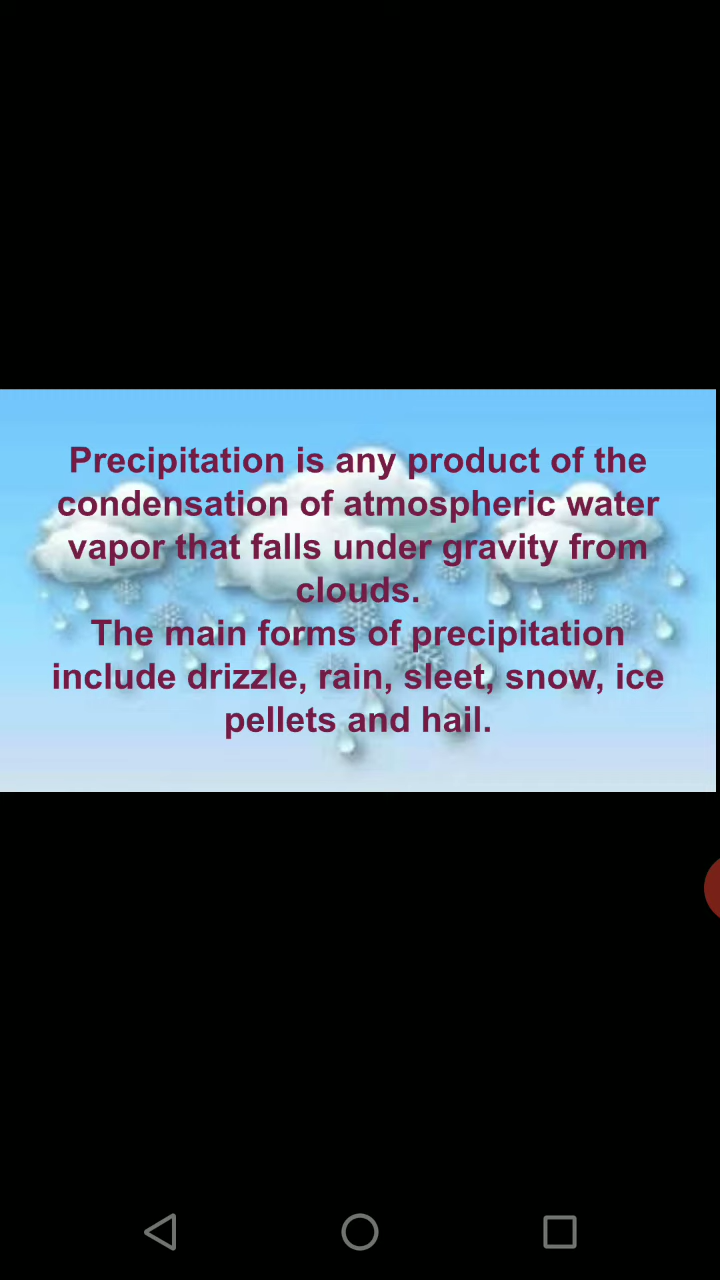 Precipitation is any product of the
condensation of atmospheric water
vapor that falls under gravity from
clouds.
The main forms of precipitation
include drizzle, rain, sleet, snow, ice
pellets and hail.